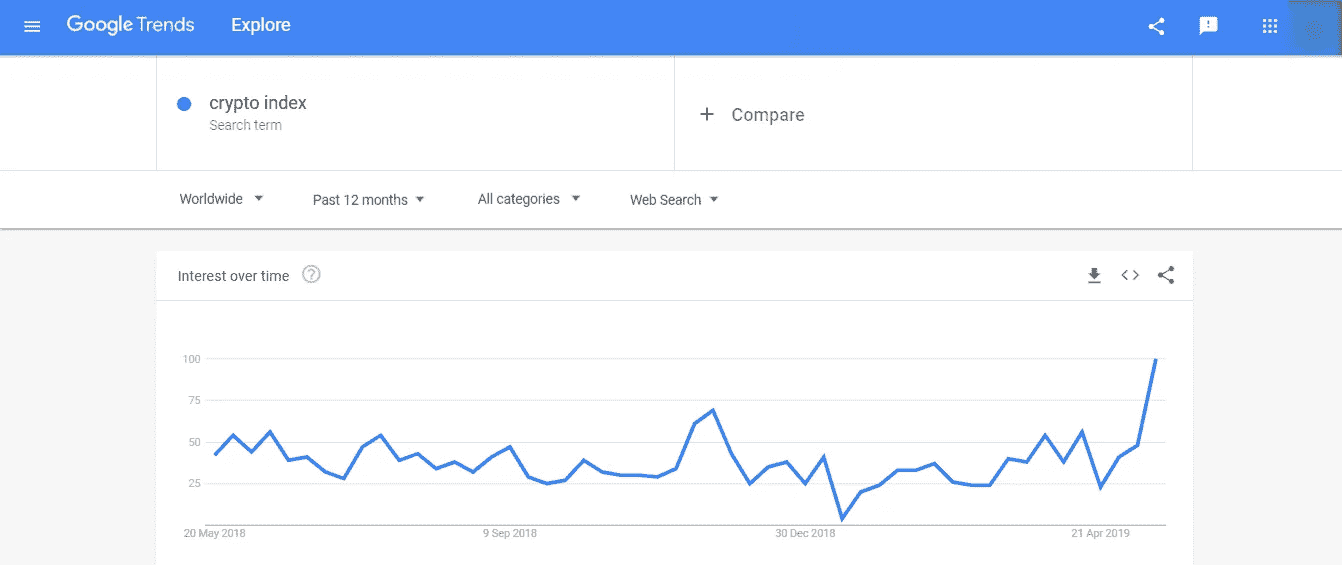 Google Trends Explore
crypto index
Search term
+ Compare
Worldwide Past 12 months All categories Web Search
Interest over time ?
100
75
50
25
20 May 2018 9 Sep 2018 30 Dec 2018 21 Apr 2019